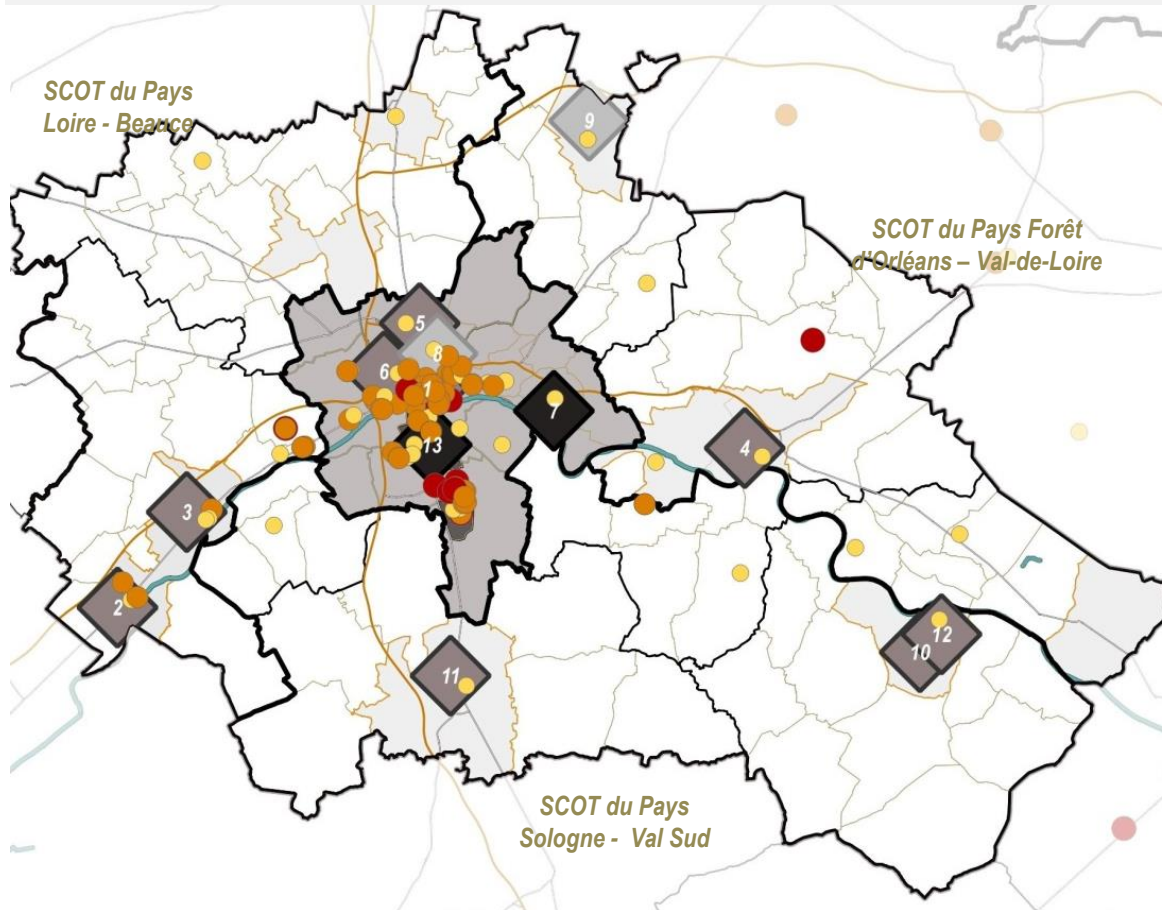 SCOT du Pays
Loire - Beauce
9
SCOT du Pays Forêt
d'Orléans – Val-de-Loire
5
8
6
1
7
13
4
3
2
12
10
11
SCOT du Pays
Sologne - Val Sud